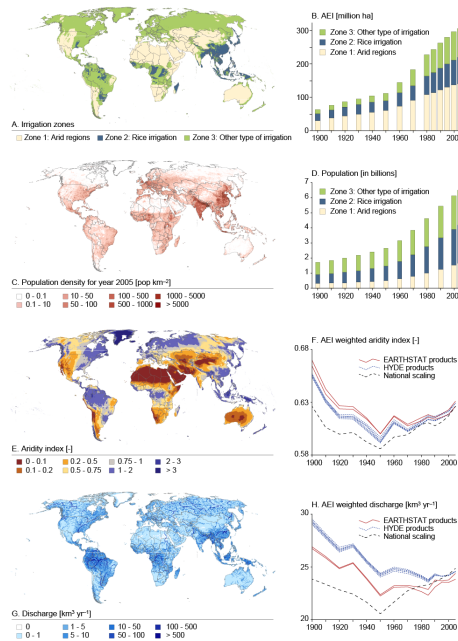 B. AEI [million ha]
300
200
100
0
Zone 3: Other type of irrigation
Zone 2: Rice irrigation
Zone 1: Arid regions
1900 1920 1940 1960 1980 2000
A. Irrigation zones
Zone 1: Arid regions Zone 2: Rice irrigation Zone 3: Other type of irrigation
D. Population [in billions]
7
6
5
4
3
2
1
0
Zone 3: Other type of irrigation
Zone 2: Rice irrigation
Zone 1: Arid regions
1900 1920 1940 1960 1980 2000
C. Population density for year 2005 [pop km⁻²]
0 - 0.1 10 - 50 100 - 500 1000 - 5000
0.1 - 10 50 - 100 500 - 1000 > 5000
F. AEI weighted aridity index [-]
0.68
0.63
0.58
EARTHSTAT products
HYDE products
National scaling
1900 1920 1940 1960 1980 2000
E. Aridity index [-]
0 - 0.1 0.2 - 0.5 0.75 - 1 2 - 3
0.1 - 0.2 0.5 - 0.75 1 - 2 > 3
H. AEI weighted discharge [km³ yr⁻¹]
30
25
20
EARTHSTAT products
HYDE products
National scaling
1900 1920 1940 1960 1980 2000
G. Discharge [km³ yr⁻¹]
0 1 - 5 10 - 50 100 - 500
0 - 1 5 - 10 50 - 100 > 500